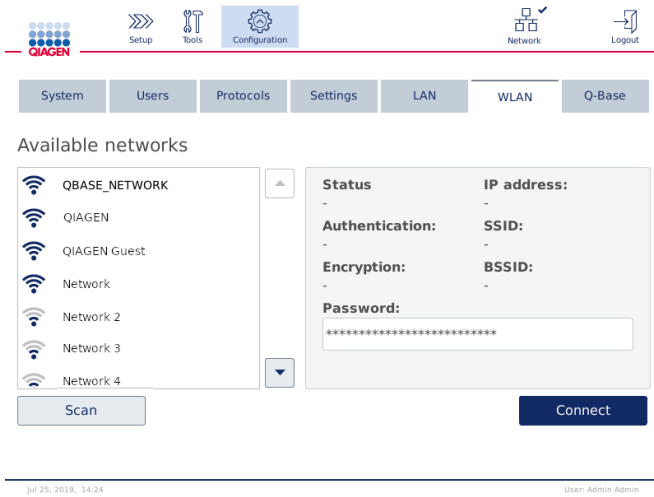 QIAGEN
Setup
Tools
Configuration
Network
Logout
System
Users
Protocols
Settings
LAN
WLAN
Q-Base
Available networks
QBASE_NETWORK
QIAGEN
QIAGEN Guest
Network
Network 2
Network 3
Network 4
Status
-
IP address:
-
Authentication:
-
SSID:
-
Encryption:
-
BSSID:
-
Password:
**************************
Scan
Connect
Jul 25, 2019, 14:24
User: Admin Admin